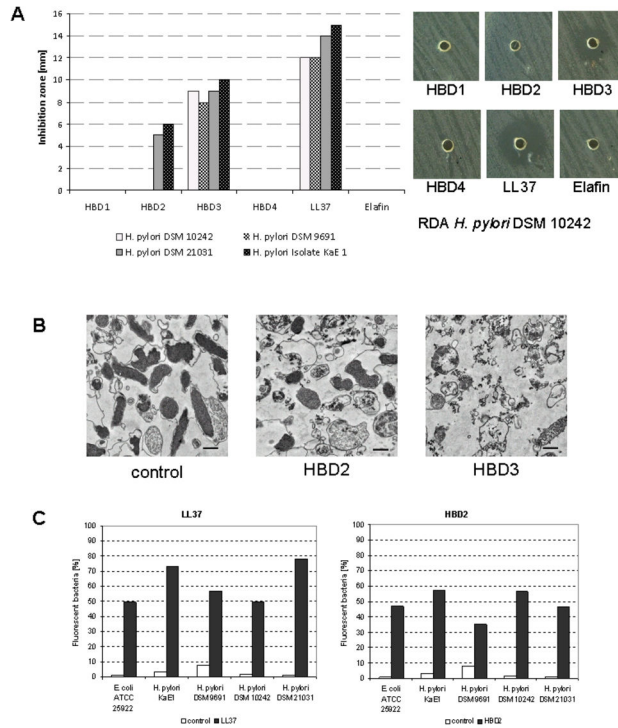 A
Inhibition zone [mm]
16
14
12
10
8
6
4
2
0
HBD1 HBD2 HBD3 HBD4 LL37 Elafin
H. pylori DSM 10242 H. pylori DSM 9691
H. pylori DSM 21031 H. pylori Isolate KaE 1
HBD1 HBD2 HBD3
HBD4 LL37 Elafin
RDA H. pylori DSM 10242
B
control HBD2 HBD3
C
LL37
Fluorescent bacteria [%]
100
90
80
70
60
50
40
30
20
10
0
E. coli ATCC 25922
H. pylori KaE1
H. pylori DSM9691
H. pylori DSM 10242
H. pylori DSM 21031
control LL37
HBD2
Fluorescent bacteria [%]
100
90
80
70
60
50
40
30
20
10
0
E. coli ATCC 25922
H. pylori KaE1
H. pylori DSM9691
H. pylori DSM 10242
H. pylori DSM21031
control HBD2